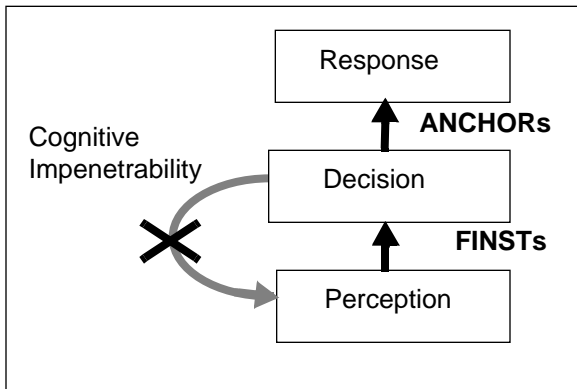 Response
ANCHORs
Cognitive
Impenetrability
Decision
FINSTs
Perception